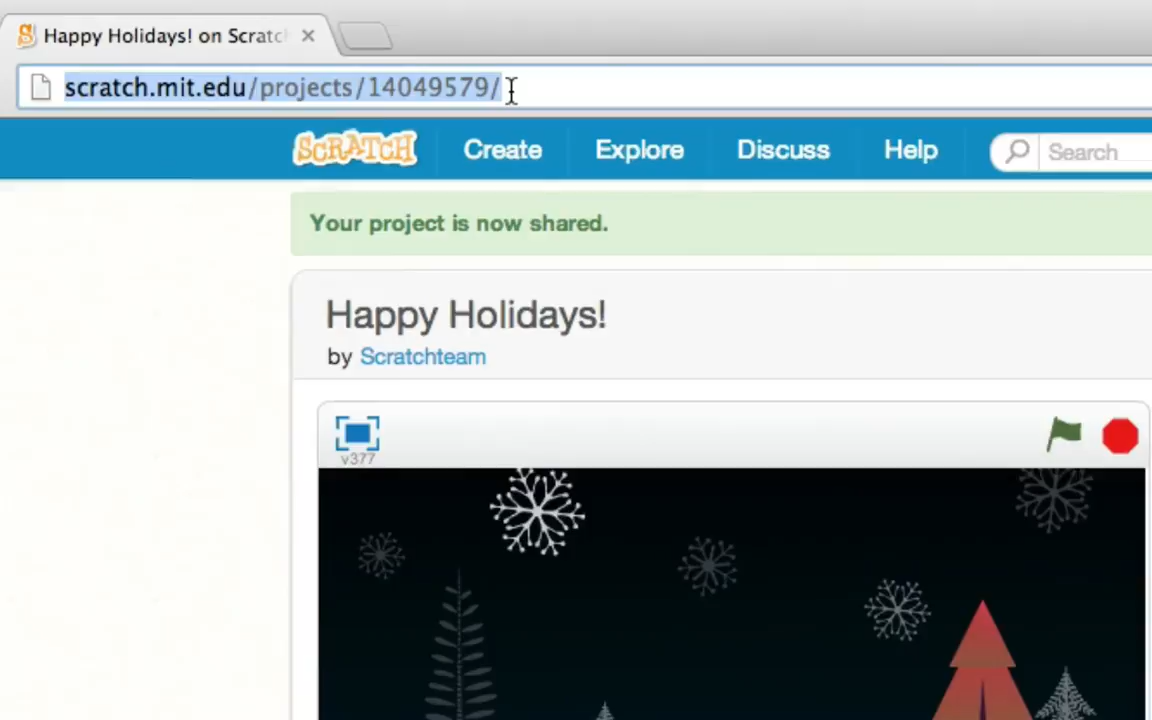 Happy Holidays! on Scratc
scratch.mit.edu/projects/14049579/
SCRATCH Create Explore Discuss Help Search
Your project is now shared.
Happy Holidays!
by Scratchteam
v377